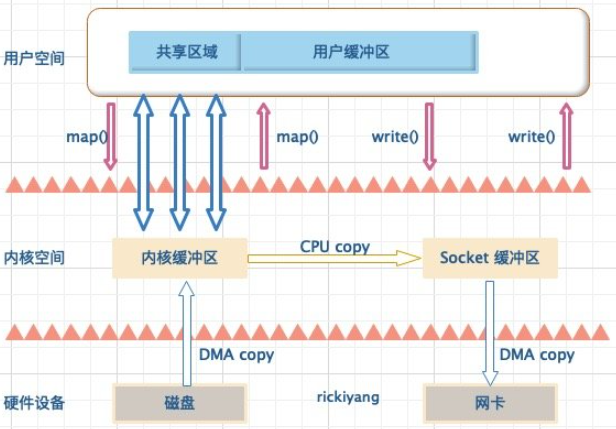 用户空间
共享区域
用户缓冲区
map()
map()
write()
write()
内核空间
内核缓冲区
CPU copy
Socket 缓冲区
DMA copy
DMA copy
硬件设备
磁盘
rickiyang
网卡